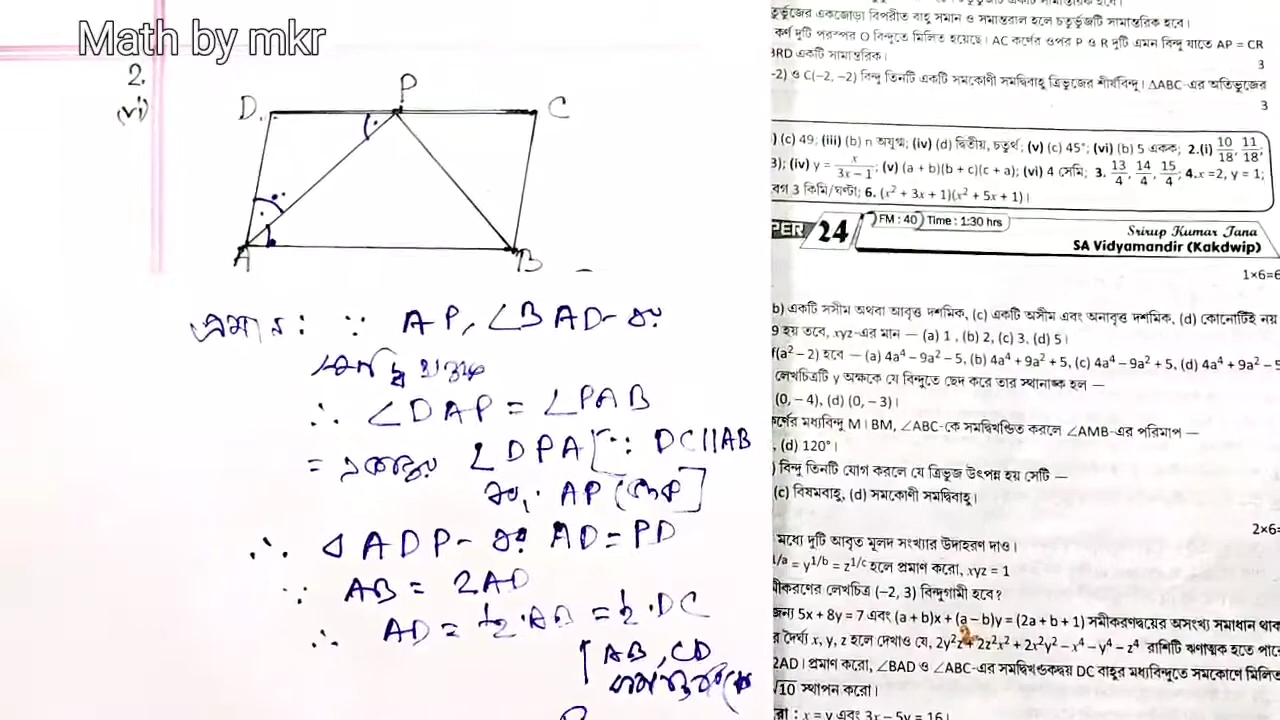 Math by mkr
2.
(vi)
D
P
C
A
B
প্রমাণ : ∵ AP, ∠BAD-এর
সমদ্বিখণ্ডক
∴ ∠DAP = ∠PAB
= একান্তর ∠DPA [∵ DC||AB
এবং AP ছেদক]
∴ △ADP-এর AD = PD
∵ AB = 2AD
∴ AD = ½·AB = ½·DC
[AB, CD
তুর্ভুজের একজোড়া বিপরীত বাহু সমান ও সমান্তরাল হলে চতুর্ভুজটি সামান্তরিক হবে।
কর্ণ দুটি পরস্পর O বিন্দুতে মিলিত হয়েছে। AC কর্ণের ওপর P ও R দুটি এমন বিন্দু যাতে AP = CR
3RD একটি সামান্তরিক।
3
-2) ও C(−2, −2) বিন্দু তিনটি একটি সমকোণী সমদ্বিবাহু ত্রিভুজের শীর্ষবিন্দু। ∆ABC-এর অতিভুজের
3
) (c) 49; (iii) (b) n অযুগ্ম; (iv) (d) দ্বিতীয়, চতুর্থ; (v) (c) 45°; (vi) (b) 5 একক; 2.(i) 10/18, 11/18,
3); (iv) y = x/3x − 1; (v) (a + b)(b + c)(c + a); (vi) 4 সেমি; 3. 13/4, 14/4, 15/4; 4.x =2, y = 1;
বেগ 3 কিমি/ঘণ্টা; 6. (x² + 3x + 1)(x² + 5x + 1)।
PER 24 FM : 40 Time : 1:30 hrs
Srirup Kumar Jana
SA Vidyamandir (Kakdwip)
1×6=6
b) একটি সসীম অথবা আবৃত্ত দশমিক, (c) একটি অসীম এবং অনাবৃত্ত দশমিক, (d) কোনোটিই নয়
9 হয় তবে, xyz-এর মান — (a) 1 , (b) 2, (c) 3, (d) 5।
f(a² − 2) হবে — (a) 4a⁴ − 9a² − 5, (b) 4a⁴ + 9a² + 5, (c) 4a⁴ − 9a² + 5, (d) 4a⁴ + 9a² − 5
লেখচিত্রটি y অক্ষকে যে বিন্দুতে ছেদ করে তার স্থানাঙ্ক হল —
(0, − 4), (d) (0, − 3)।
কর্ণের মধ্যবিন্দু M। BM, ∠ABC-কে সমদ্বিখণ্ডিত করলে ∠AMB-এর পরিমাপ —
, (d) 120°।
) বিন্দু তিনটি যোগ করলে যে ত্রিভুজ উৎপন্ন হয় সেটি —
(c) বিষমবাহু, (d) সমকোণী সমদ্বিবাহু।
2×6=
মধ্যে দুটি আবৃত মূলদ সংখ্যার উদাহরণ দাও।
1/a = y1/b = z1/c হলে প্রমাণ করো, xyz = 1
মীকরণের লেখচিত্র (−2, 3) বিন্দুগামী হবে?
জন্য 5x + 8y = 7 এবং (a + b)x + (a − b)y = (2a + b + 1) সমীকরণদ্বয়ের অসংখ্য সমাধান থাক
র দৈর্ঘ্য x, y, z হলে দেখাও যে, 2y²z² + 2z²x² + 2x²y² − x⁴ − y⁴ − z⁴ রাশিটি ঋণাত্মক হতে পারে
2AD। প্রমাণ করো, ∠BAD ও ∠ABC-এর সমদ্বিখণ্ডকদ্বয় DC বাহুর মধ্যবিন্দুতে সমকোণে মিলিত
√10 স্থাপন করো।
রো : x = y এবং 3x − 5y = 16।